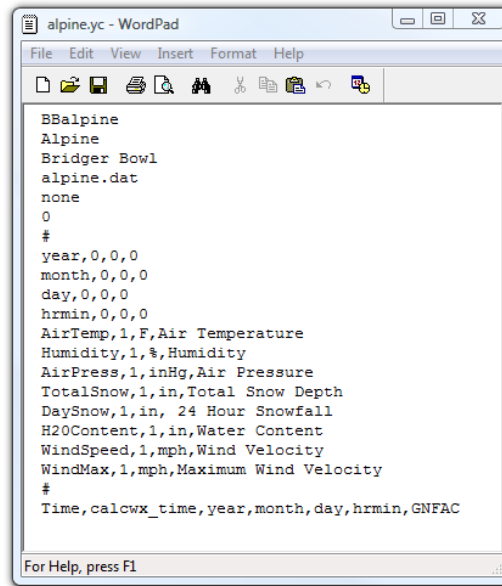 alpine.yc - WordPad
File Edit View Insert Format Help
BBalpine
Alpine
Bridger Bowl
alpine.dat
none
0
#
year,0,0,0
month,0,0,0
day,0,0,0
hrmin,0,0,0
AirTemp,1,F,Air Temperature
Humidity,1,%,Humidity
AirPress,1,inHg,Air Pressure
TotalSnow,1,in,Total Snow Depth
DaySnow,1,in, 24 Hour Snowfall
H20Content,1,in,Water Content
WindSpeed,1,mph,Wind Velocity
WindMax,1,mph,Maximum Wind Velocity
#
Time,calcwx_time,year,month,day,hrmin,GNFAC
For Help, press F1